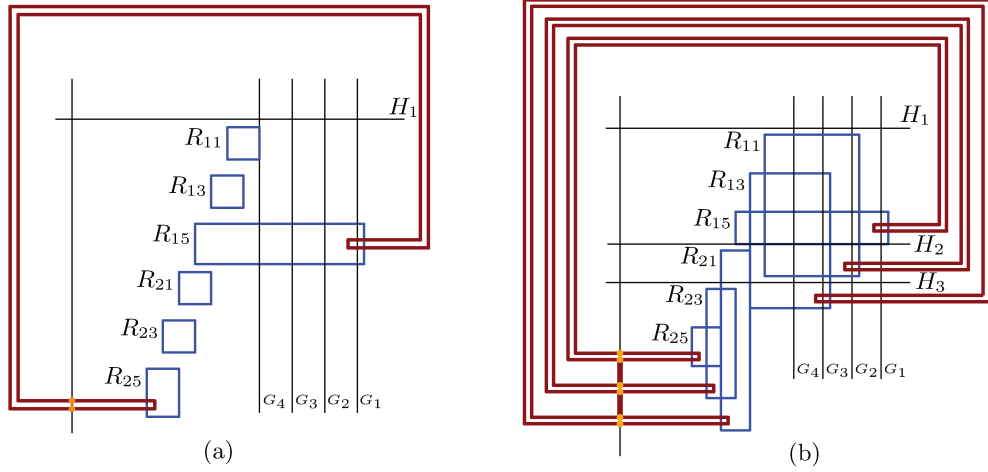 H₁
R₁₁
R₁₃
R₁₅
R₂₁
R₂₃
R₂₅
G₄ G₃ G₂ G₁
(a)
H₁
R₁₁
R₁₃
R₁₅
H₂
R₂₁
H₃
R₂₃
R₂₅
G₄ G₃ G₂ G₁
(b)